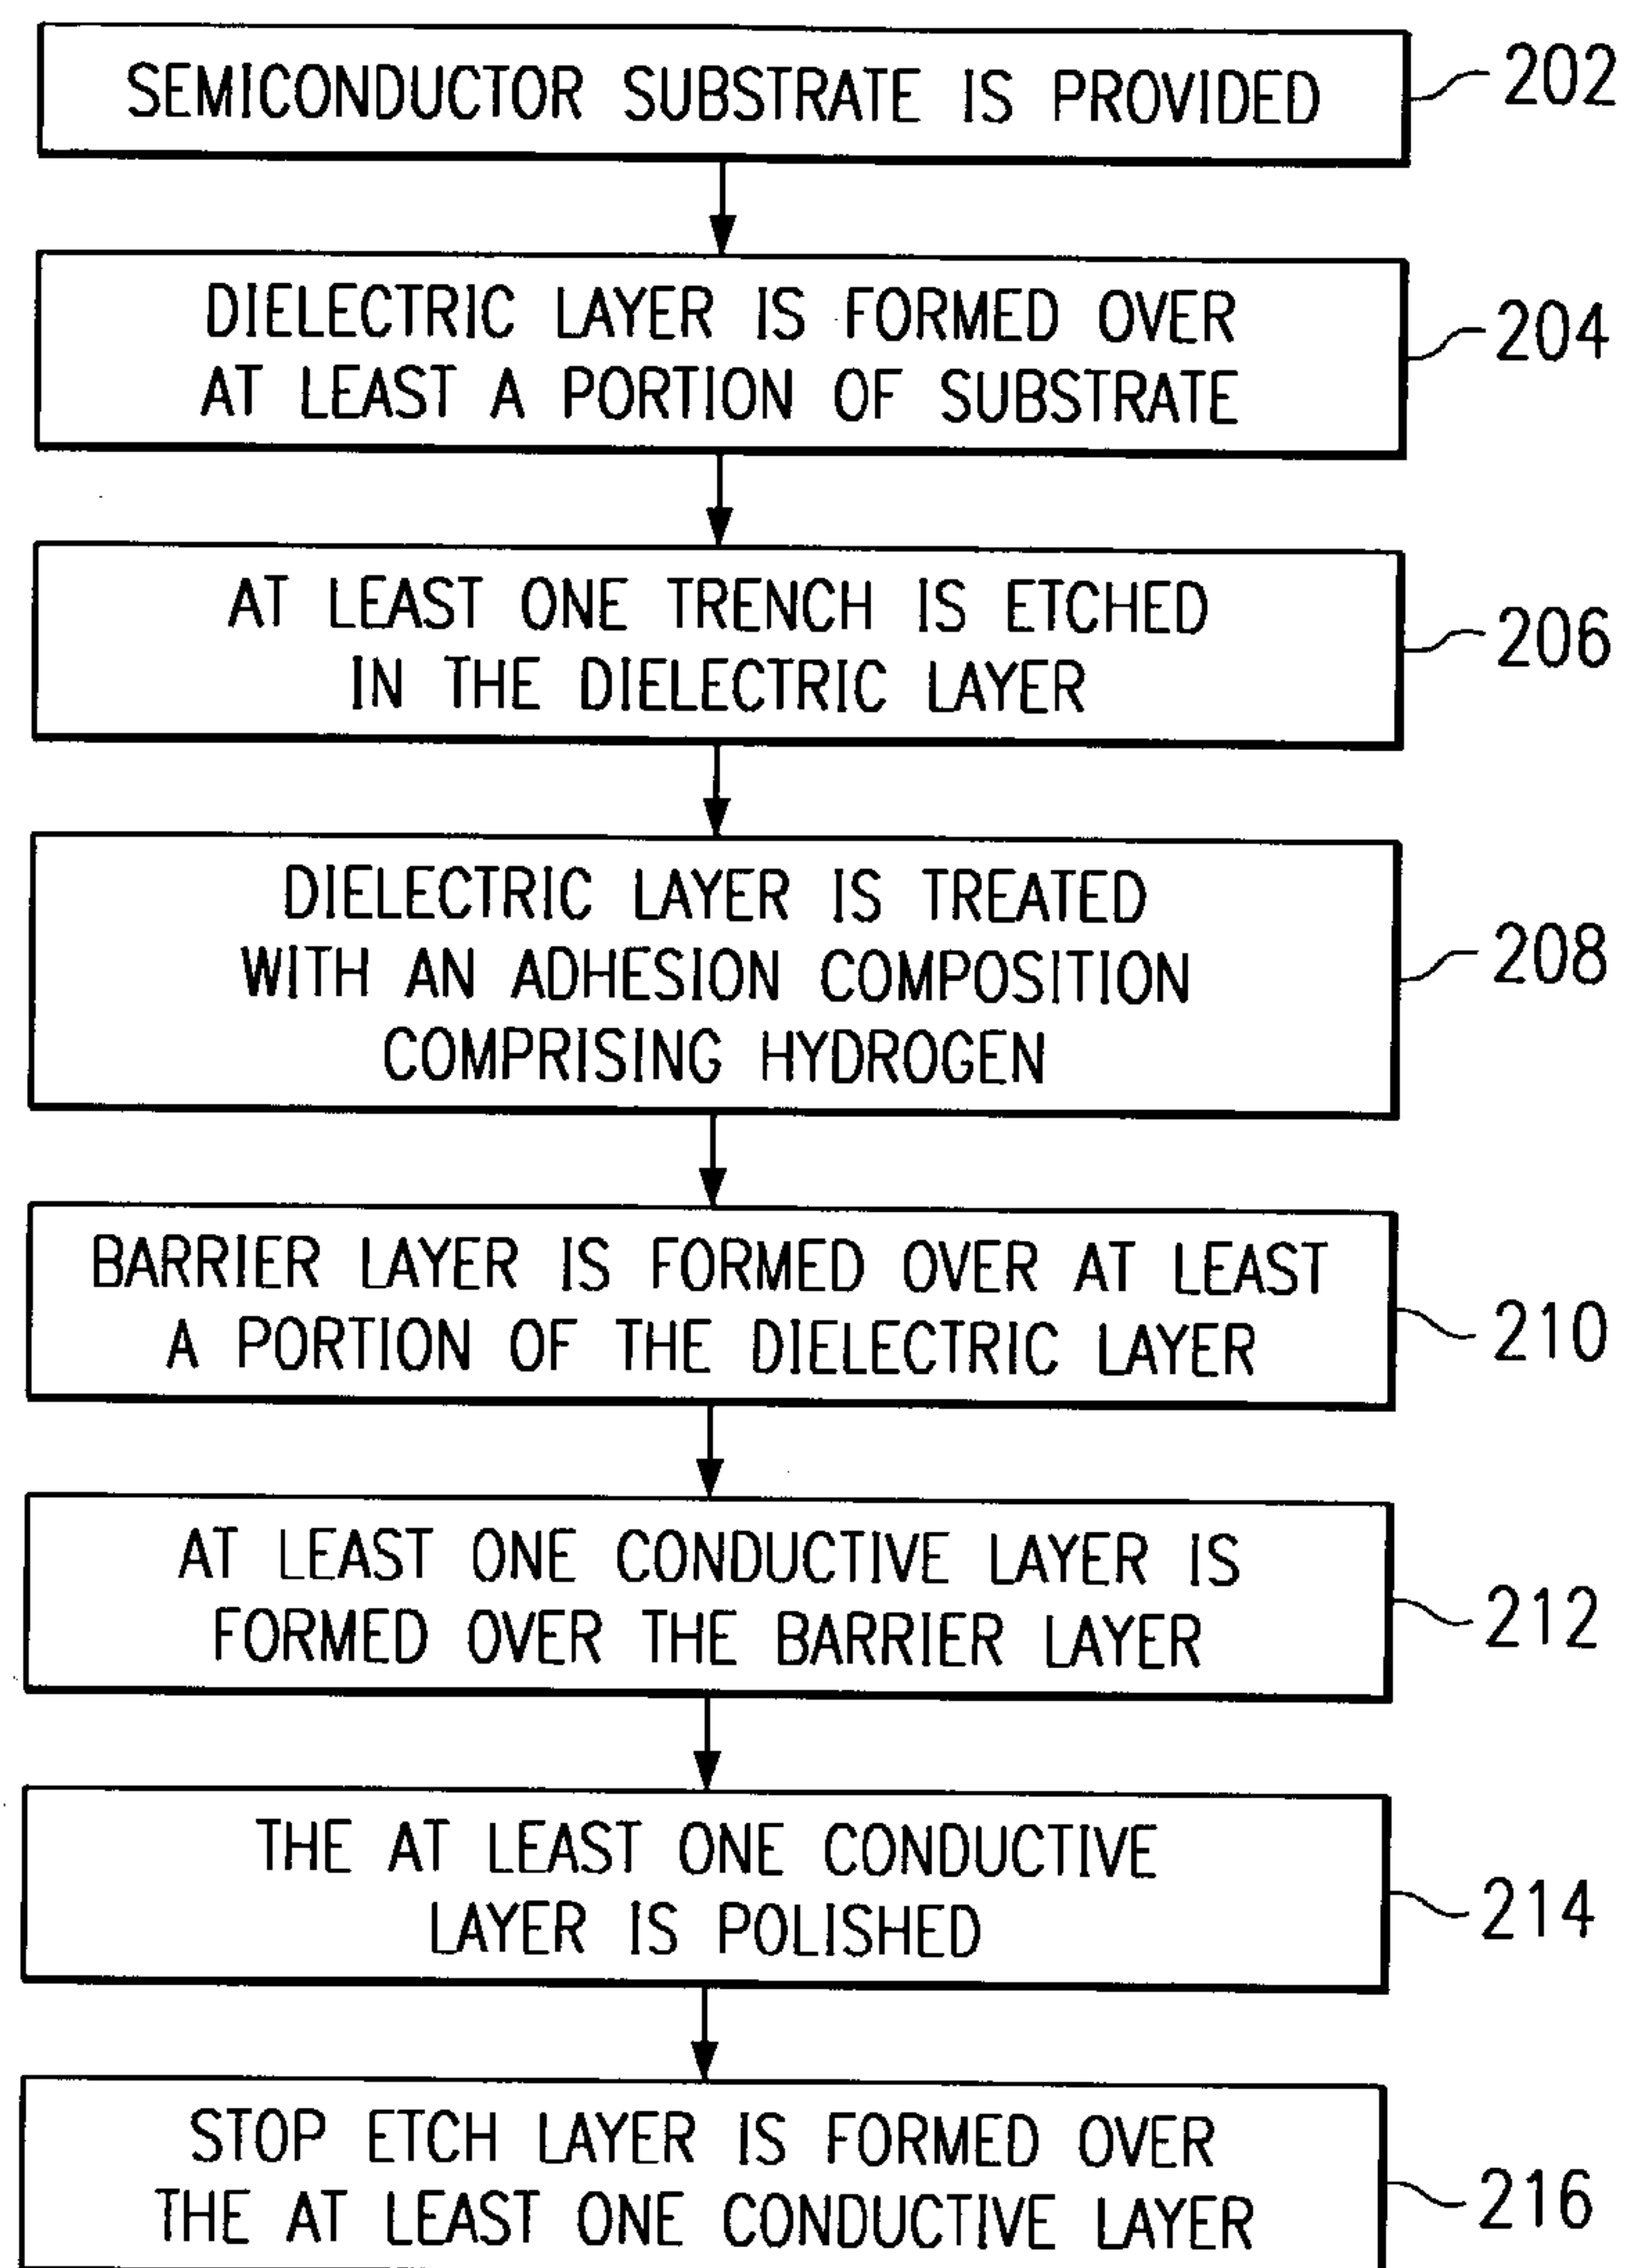 SEMICONDUCTOR SUBSTRATE IS PROVIDED
202
DIELECTRIC LAYER IS FORMED OVER
AT LEAST A PORTION OF SUBSTRATE
204
AT LEAST ONE TRENCH IS ETCHED
IN THE DIELECTRIC LAYER
206
DIELECTRIC LAYER IS TREATED
WITH AN ADHESION COMPOSITION
COMPRISING HYDROGEN
208
BARRIER LAYER IS FORMED OVER AT LEAST
A PORTION OF THE DIELECTRIC LAYER
210
AT LEAST ONE CONDUCTIVE LAYER IS
FORMED OVER THE BARRIER LAYER
212
THE AT LEAST ONE CONDUCTIVE
LAYER IS POLISHED
214
STOP ETCH LAYER IS FORMED OVER
THE AT LEAST ONE CONDUCTIVE LAYER
216